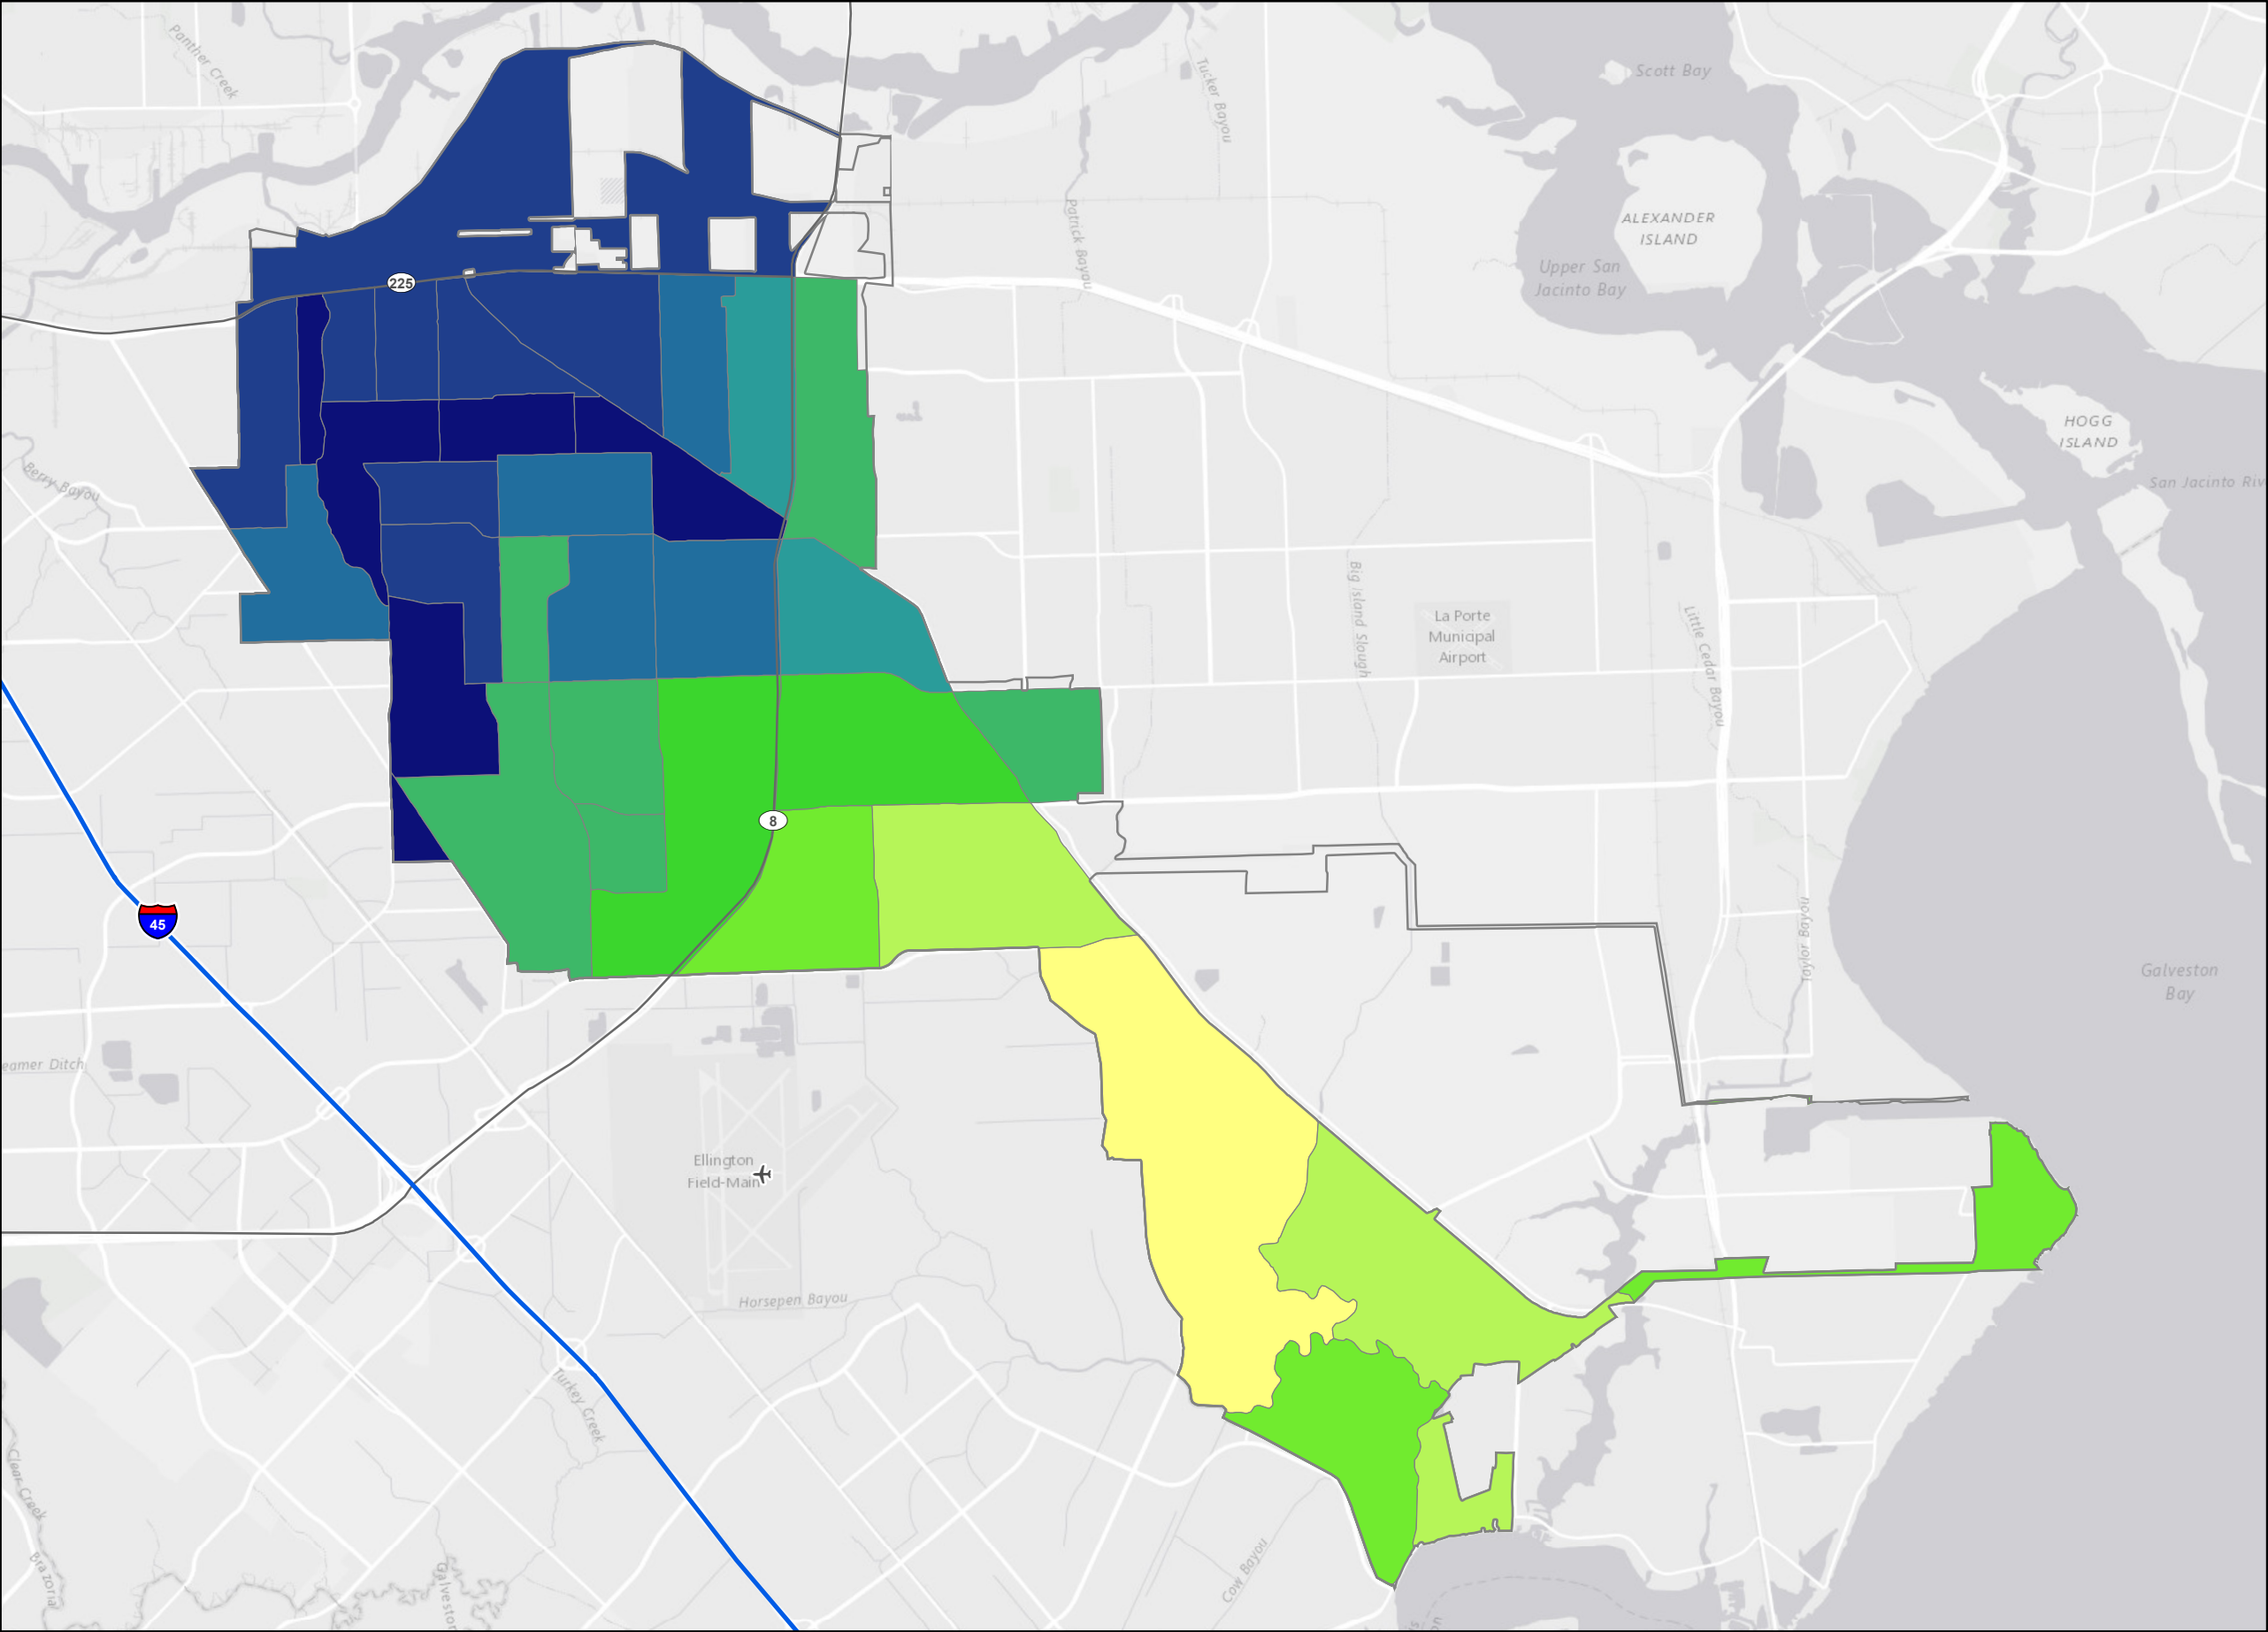 Panther Creek
Tucker Bayou
Scott Bay
ALEXANDER
ISLAND
Patrick Bayou
Upper San
Jacinto Bay
225
HOGG
ISLAND
San Jacinto Riv
Berry Bayou
Big Island Slough
La Porte
Municipal
Airport
Little Cedar Bayou
8
45
Taylor Bayou
Galveston
Bay
eamer Ditch
Ellington
Field-Main
Horsepen Bayou
Turkey Creek
Clear Creek
Brazoria
Galveston
Cow Bayou